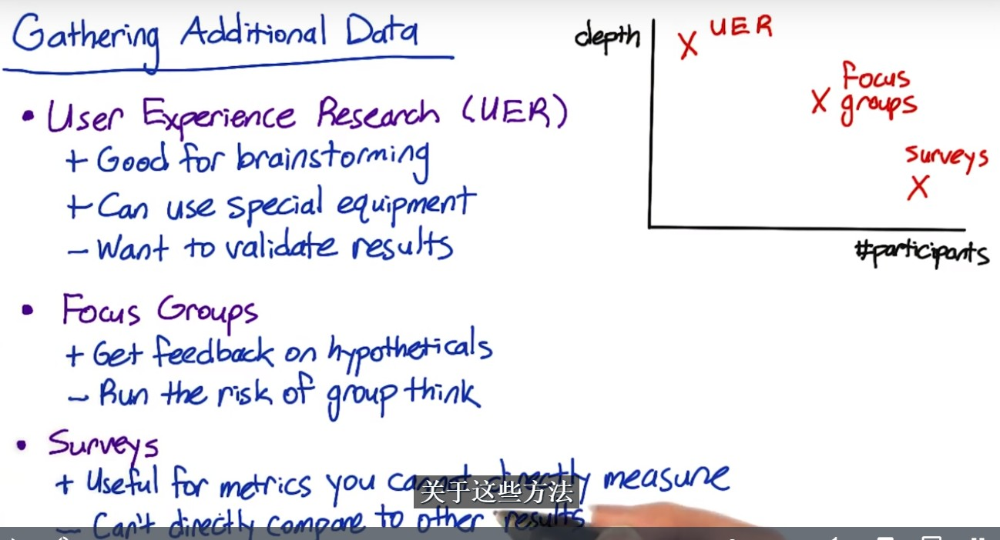 Gathering Additional Data
• User Experience Research (UER)
+ Good for brainstorming
+ Can use special equipment
- Want to validate results
• Focus Groups
+ Get feedback on hypotheticals
- Run the risk of group think
• Surveys
+ Useful for metrics you cannot directly measure
- Can't directly compare to other results
关于这些方法
depth
X UER
Focus
X groups
surveys
X
#participants